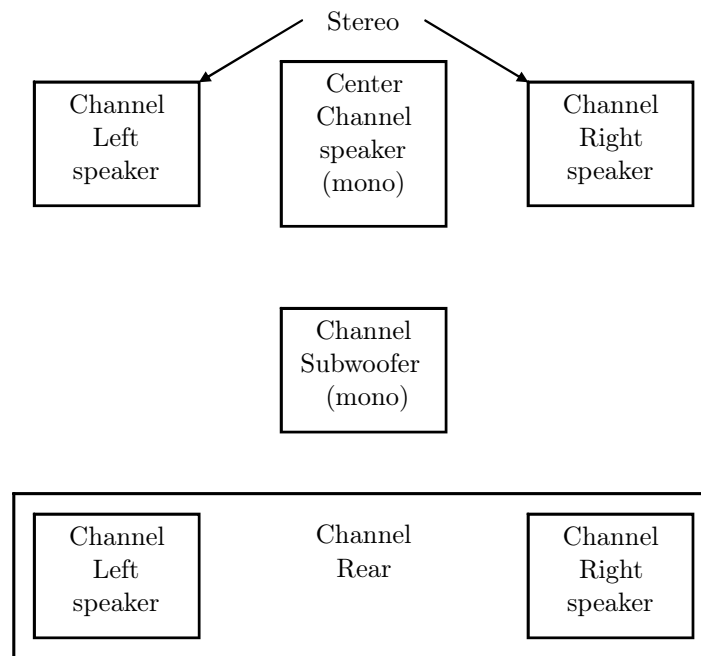 Stereo
Channel
Left
speaker
Center
Channel
speaker
(mono)
Channel
Right
speaker
Channel
Subwoofer
(mono)
Channel
Left
speaker
Channel
Rear
Channel
Right
speaker